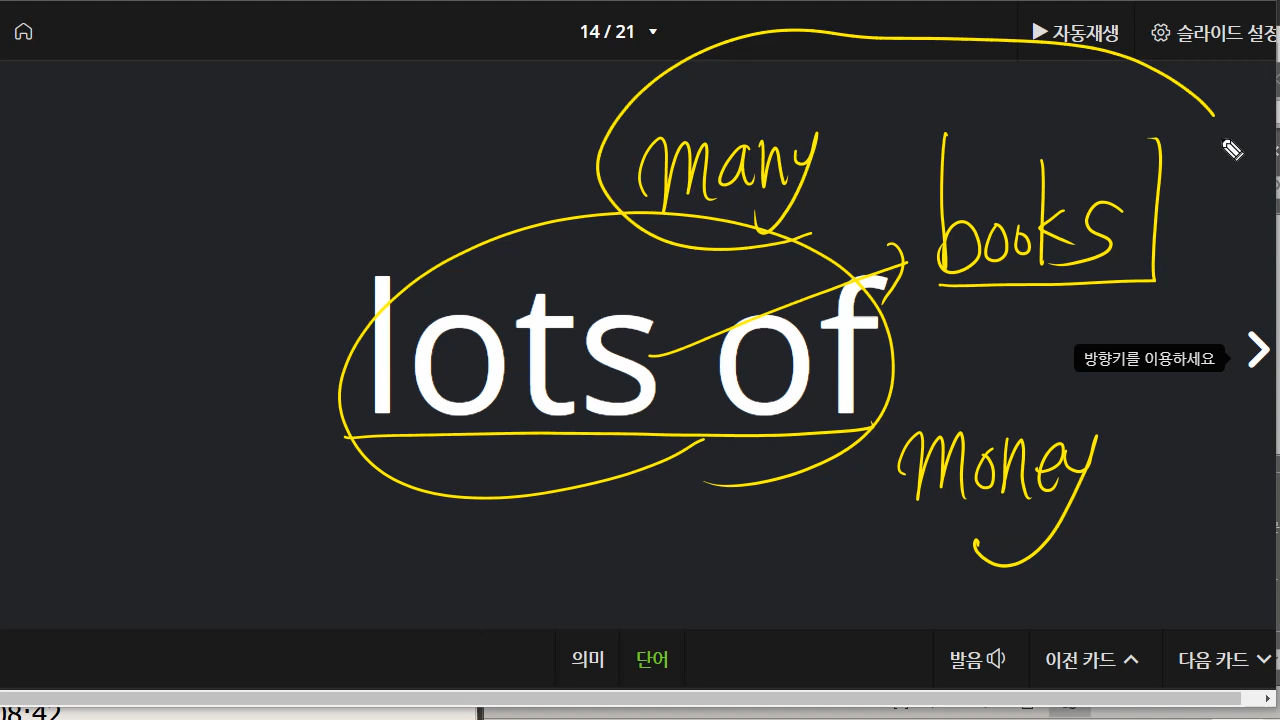 14 / 21
자동재생
슬라이드 설정
many
books
lots of
방향키를 이용하세요
money
의미
단어
발음
이전 카드
다음 카드
08:42